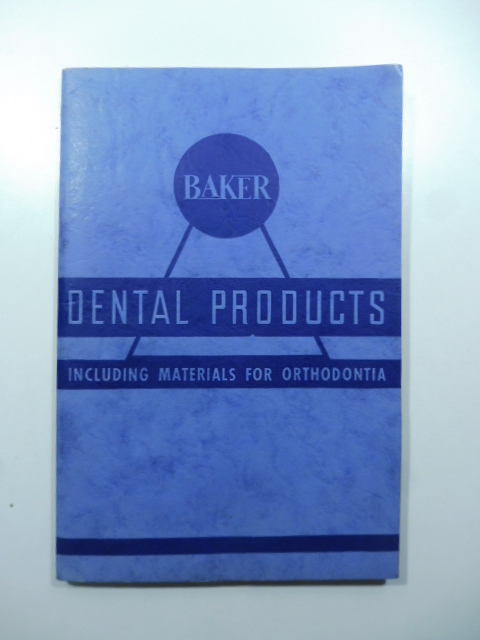 BAKER
DENTAL PRODUCTS
INCLUDING MATERIALS FOR ORTHODONTIA